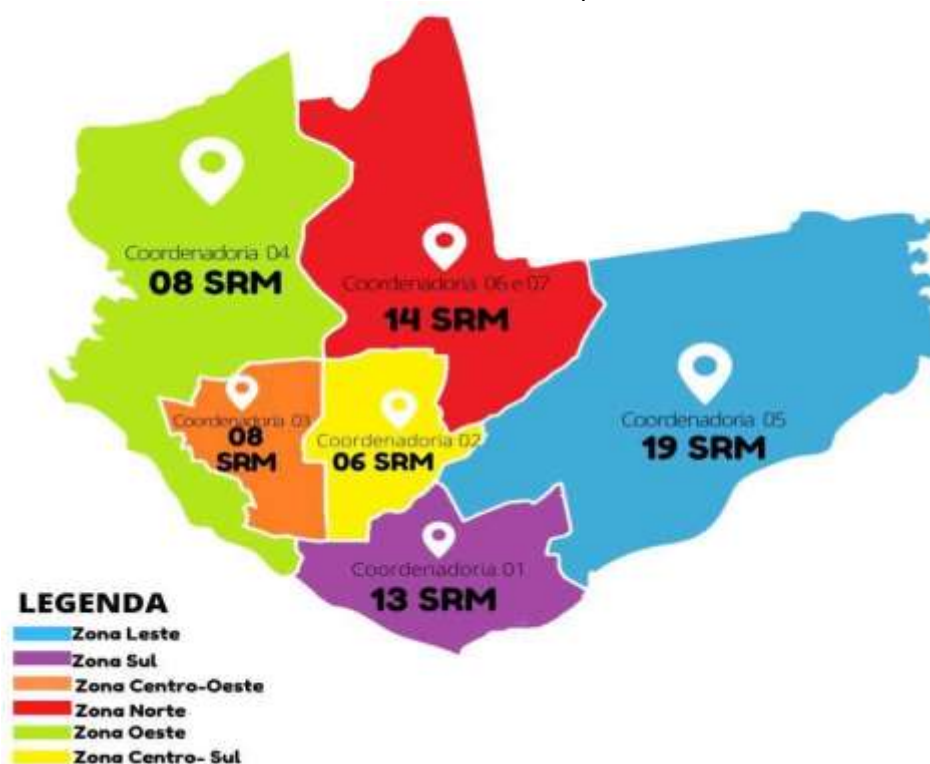 Coordenadoria 04
08 SRM
Coordenadoria 06 e 07
14 SRM
Coordenadoria 03
08
SRM
Coordenadoria 02
06 SRM
Coordenadoria 05
19 SRM
Coordenadoria 01
13 SRM
LEGENDA
Zona Leste
Zona Sul
Zona Centro-Oeste
Zona Norte
Zona Oeste
Zona Centro- Sul